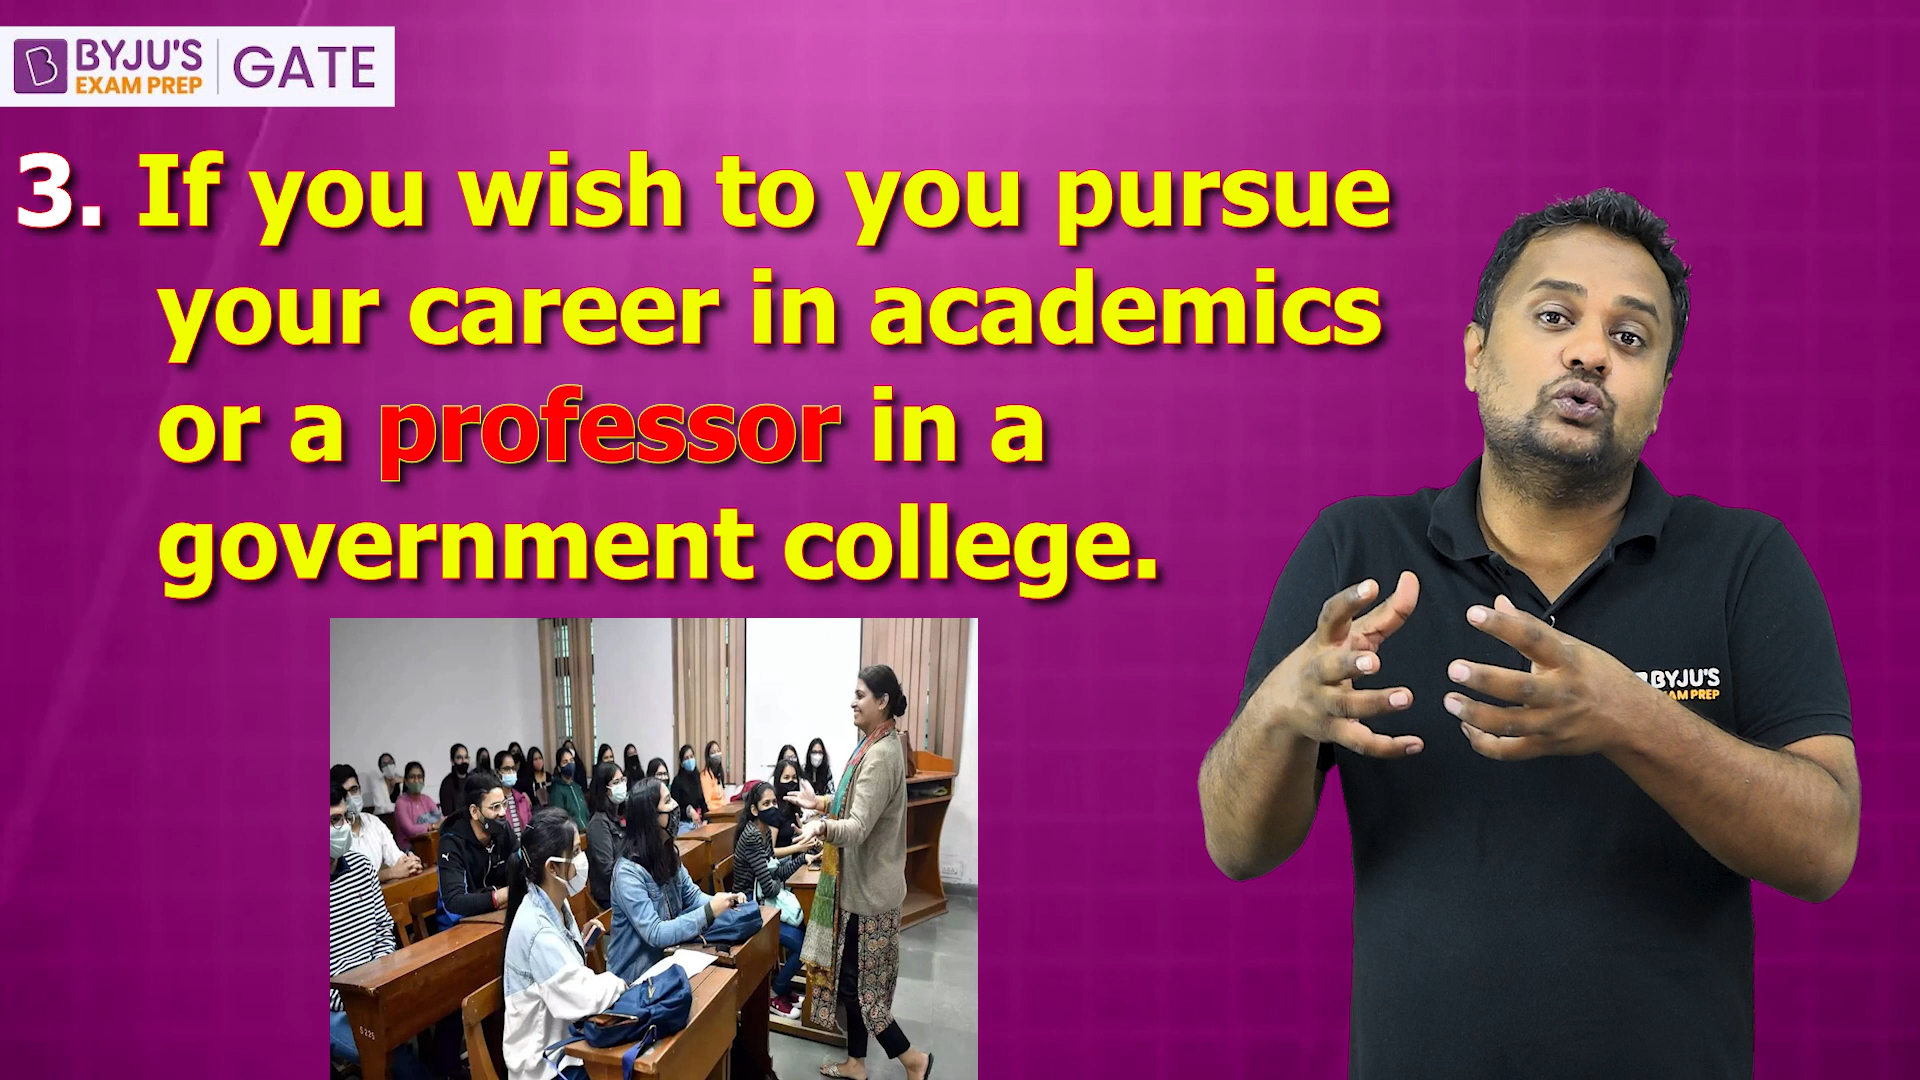 BYJU'S
EXAM PREP
GATE
3. If you wish to you pursue
your career in academics
or a professor in a
government college.
BYJU'S
PREP
S 225